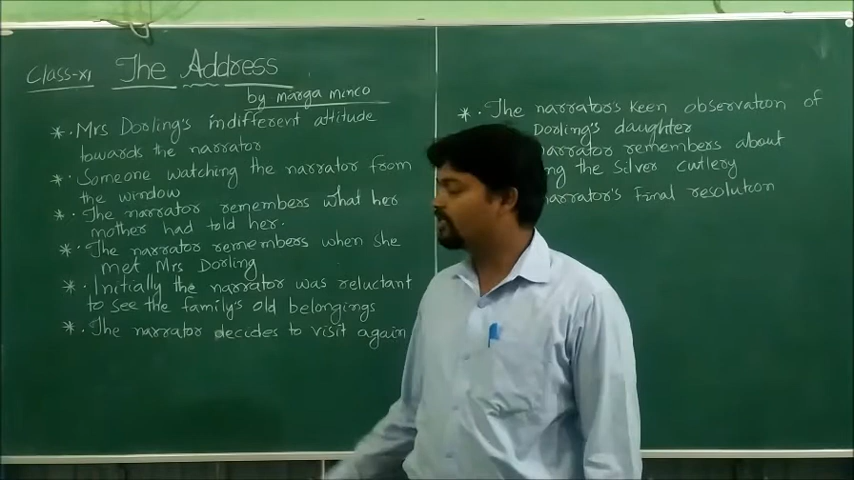 Class-XI The Address
by Marga Minco
* . Mrs Dorling's indifferent attitude
towards the narrator
* . Someone watching the narrator from
the window
* . The narrator remembers what her
mother had told her.
* . The narrator remembers when she
met Mrs Dorling
* . Initially the narrator was reluctant
to see the family's old belongings
* . The narrator decides to visit again
* . The narrator's keen observation of
Dorling's daughter
narrator remembers about
the silver cutlery
narrator's final resolution